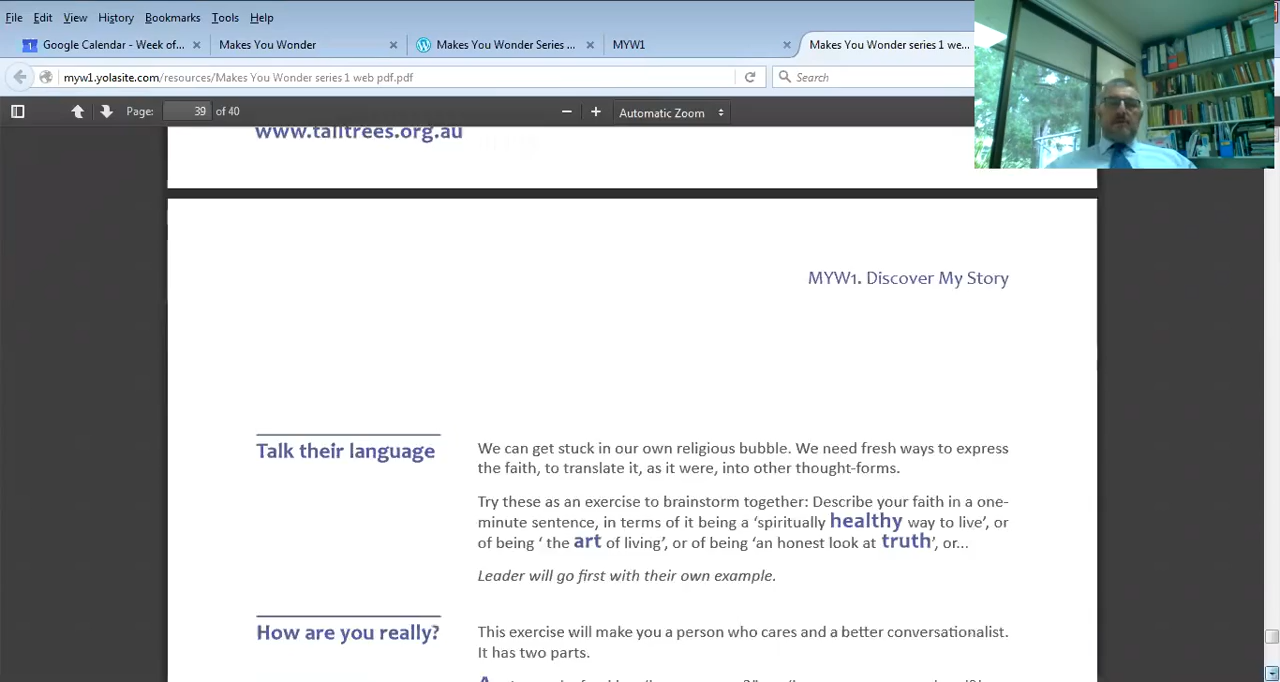 File Edit View History Bookmarks Tools Help
Google Calendar - Week of... × Makes You Wonder × Makes You Wonder Series ... × MYW1 × Makes You Wonder series 1 we...
myw1.yolasite.com/resources/Makes You Wonder series 1 web pdf.pdf Search
Page: 39 of 40 Automatic Zoom
www.talltrees.org.au
MYW1. Discover My Story
Talk their language
We can get stuck in our own religious bubble. We need fresh ways to express
the faith, to translate it, as it were, into other thought-forms.
Try these as an exercise to brainstorm together: Describe your faith in a one-
minute sentence, in terms of it being a ‘spiritually healthy way to live’, or
of being ‘ the art of living’, or of being ‘an honest look at truth’, or...
Leader will go first with their own example.
How are you really?
This exercise will make you a person who cares and a better conversationalist.
It has two parts.